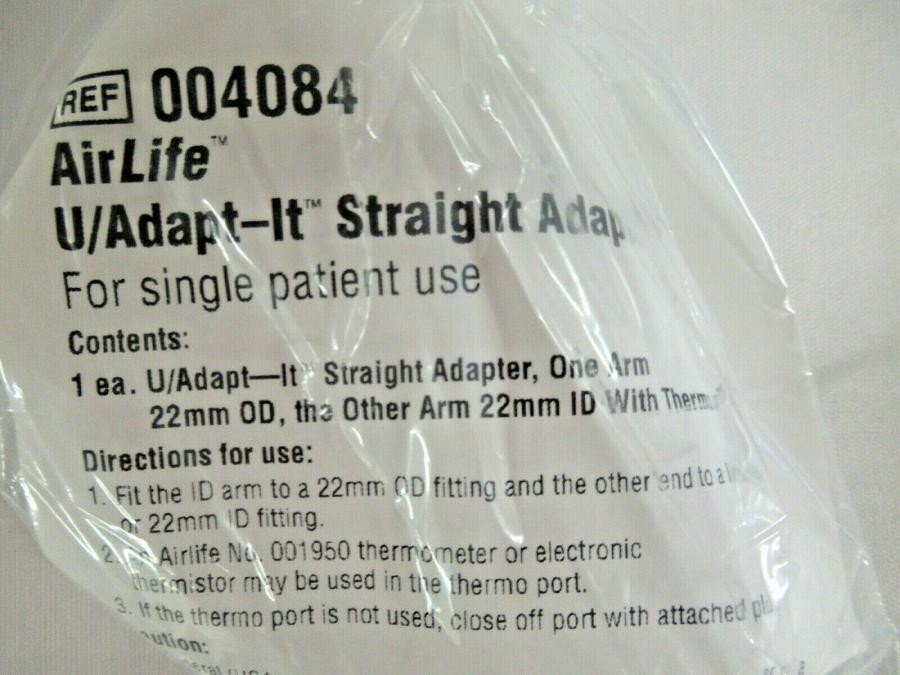 REF 004084
AirLife™
U/Adapt–It™ Straight
For single patient use
Contents:
1 ea. U/Adapt—It™ Straight Adapter, One Arm
22mm OD, the Other Arm 22mm ID With
Directions for use:
1. Fit the ID arm to a 22mm OD fitting and the other end to a
or 22mm ID fitting.
2. Airlife No. 001950 thermometer or electronic
thermistor may be used in the thermo port.
3. If the thermo port is not used, close off port with attached